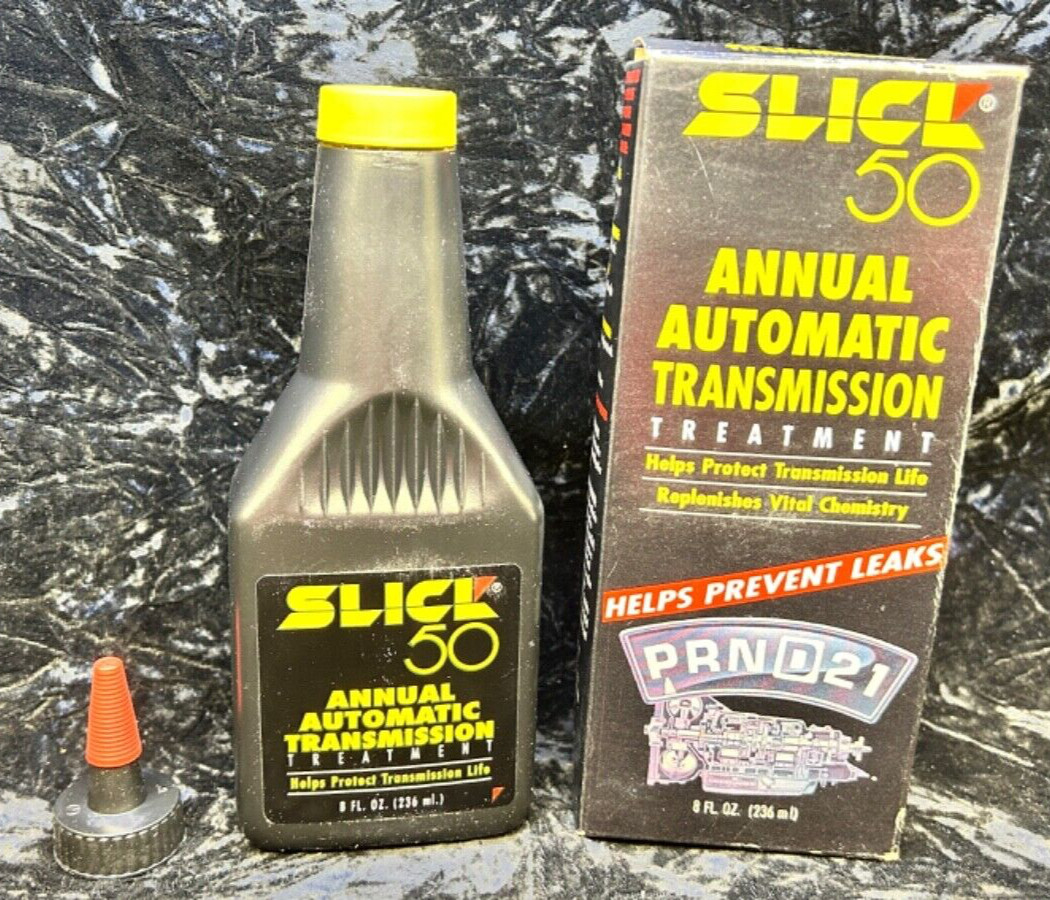 SLICK®
50
ANNUAL
AUTOMATIC
TRANSMISSION
TREATMENT
Helps Protect Transmission Life
8 FL. OZ. (236 ml.)
SLICK®
50
ANNUAL
AUTOMATIC
TRANSMISSION
TREATMENT
Helps Protect Transmission Life
Replenishes Vital Chemistry
HELPS PREVENT LEAKS
PRND21
8 FL. OZ. (236 ml)